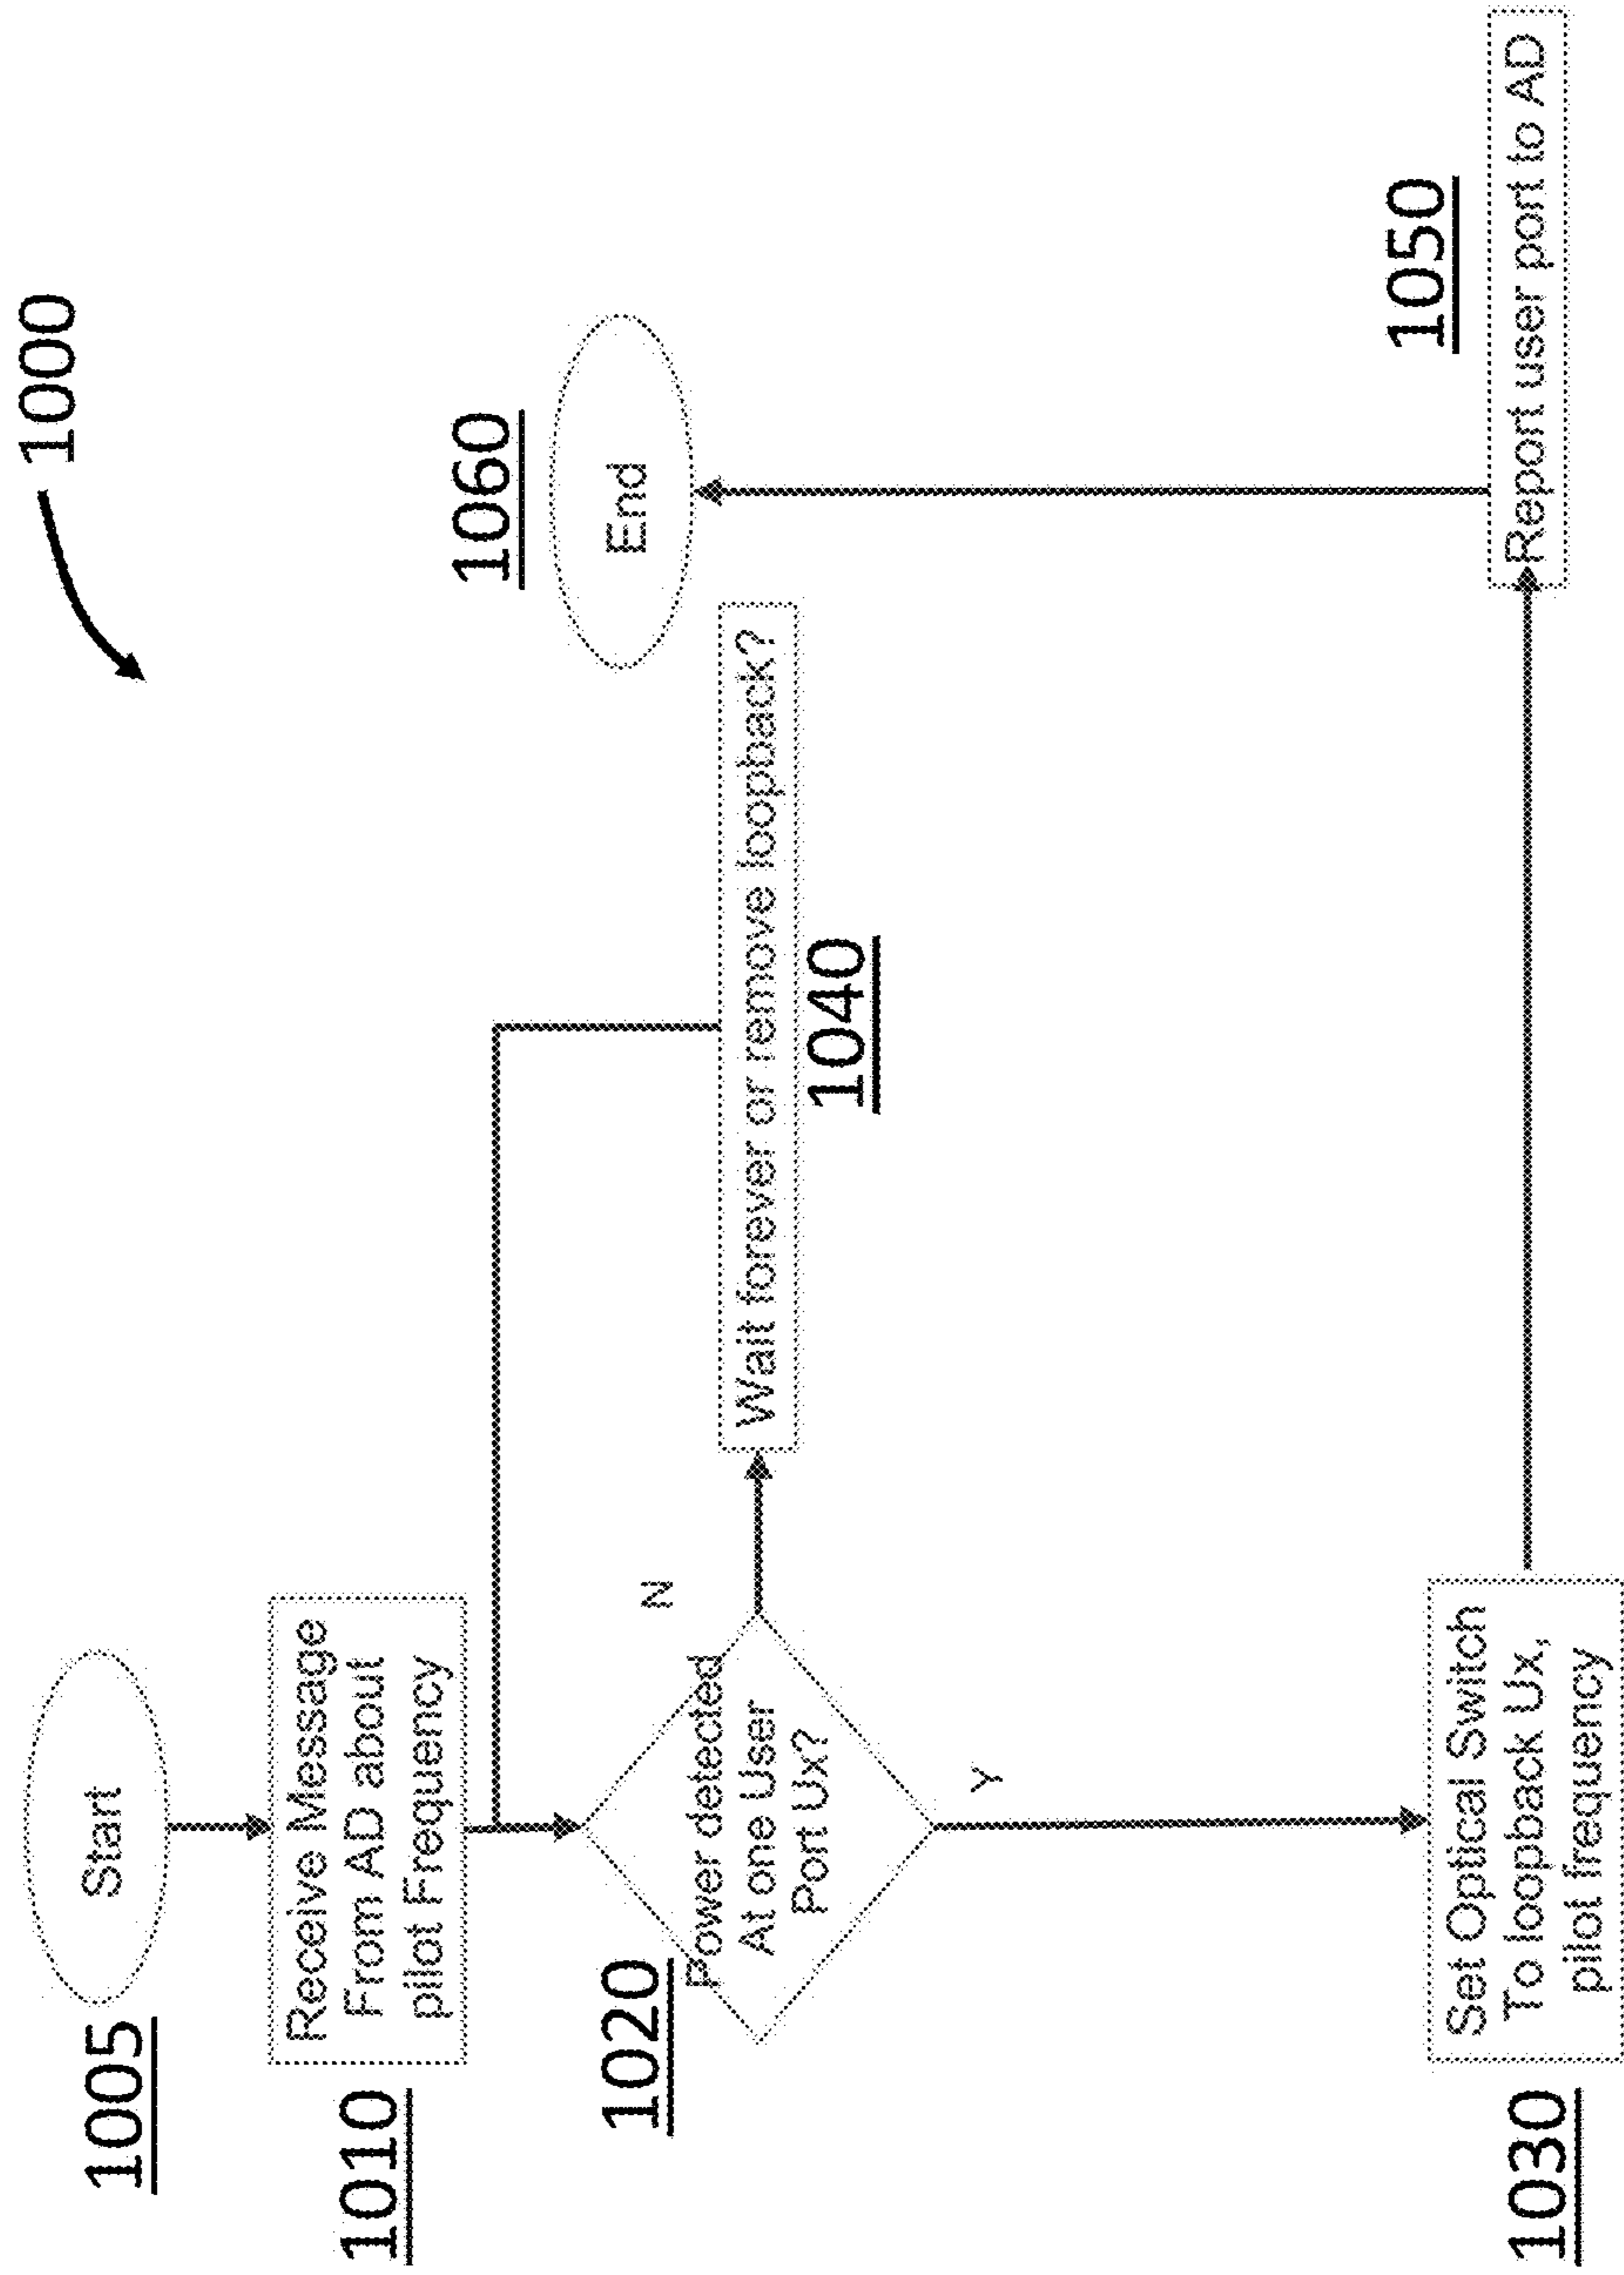 1000
1005
Start
1010
Receive Message
From AD about
pilot Frequency
1020
Power detected
At one User
Port Ux?
N
Wait forever or remove loopback?
1040
Y
1030
Set Optical Switch
To loopback Ux,
pilot frequency
1050
Report user port to AD
1060
End